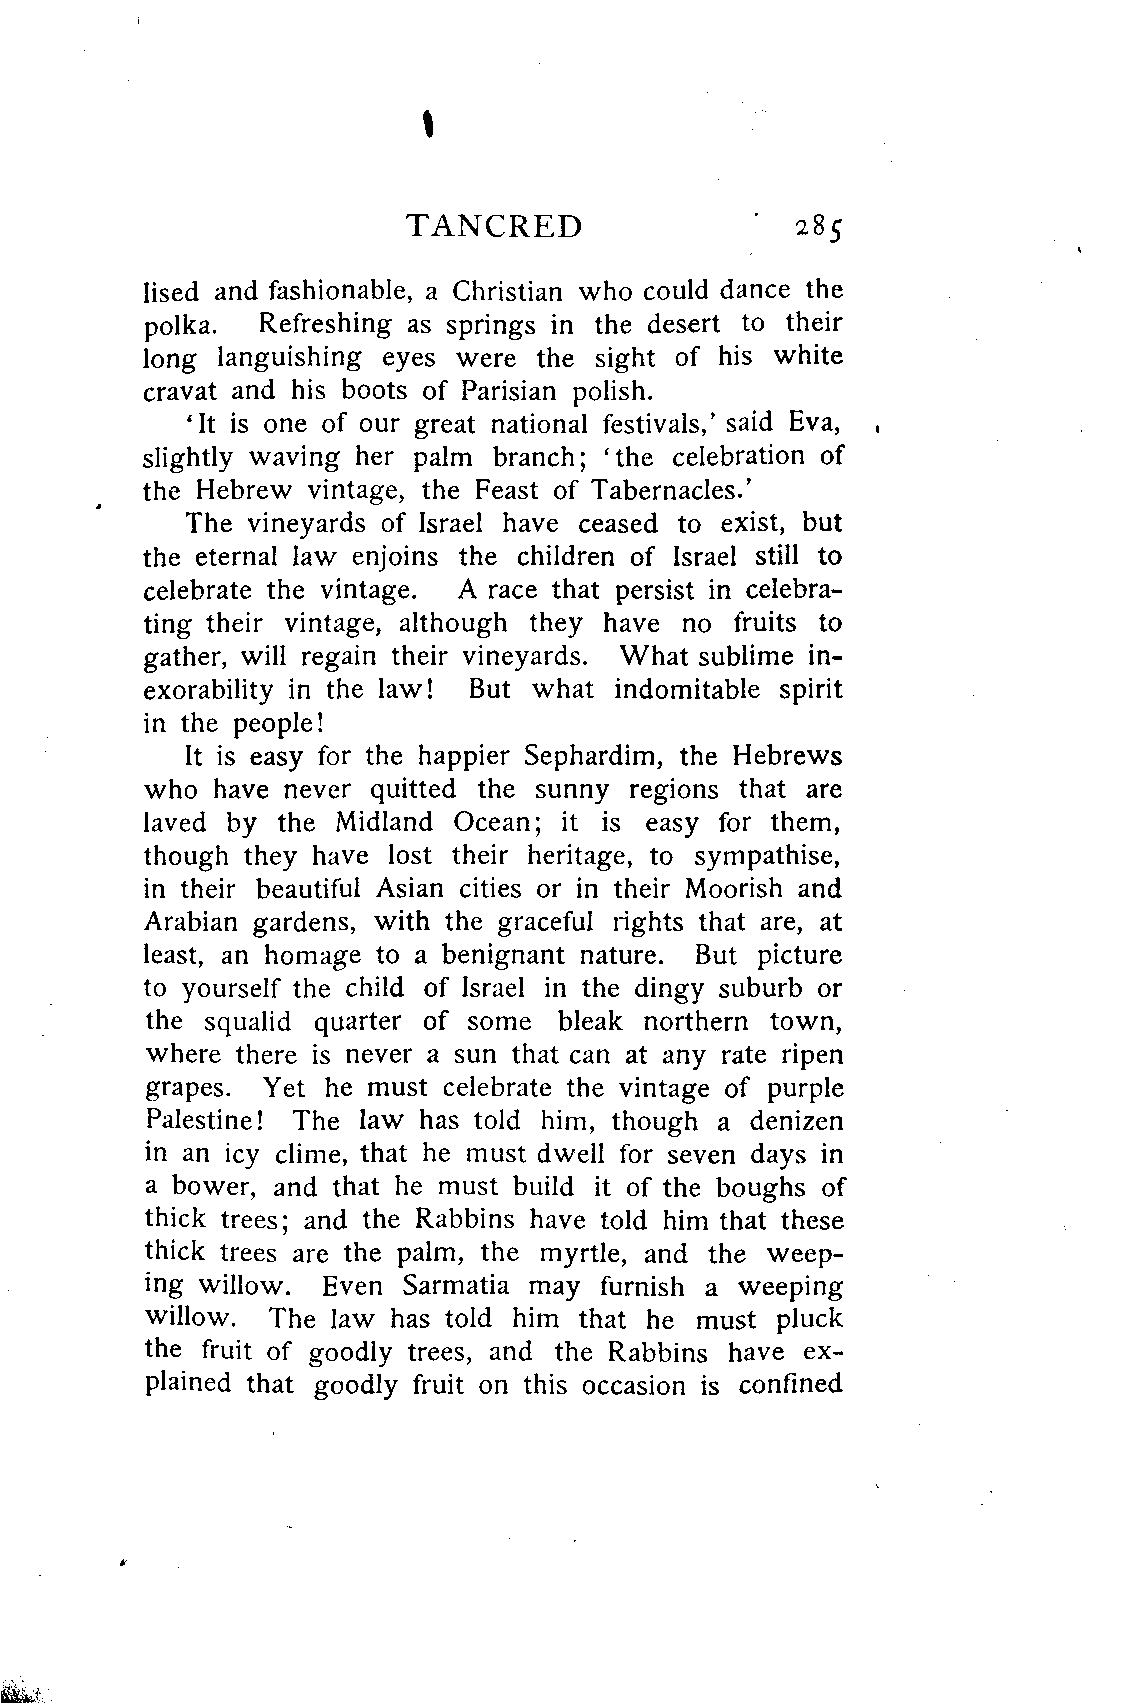 TANCRED 285
lised and fashionable, a Christian who could dance the
polka. Refreshing as springs in the desert to their
long languishing eyes were the sight of his white
cravat and his boots of Parisian polish.
‘It is one of our great national festivals,’ said Eva,
slightly waving her palm branch; ‘the celebration of
the Hebrew vintage, the Feast of Tabernacles.’
The vineyards of Israel have ceased to exist, but
the eternal law enjoins the children of Israel still to
celebrate the vintage. A race that persist in celebra-
ting their vintage, although they have no fruits to
gather, will regain their vineyards. What sublime in-
exorability in the law! But what indomitable spirit
in the people!
It is easy for the happier Sephardim, the Hebrews
who have never quitted the sunny regions that are
laved by the Midland Ocean; it is easy for them,
though they have lost their heritage, to sympathise,
in their beautiful Asian cities or in their Moorish and
Arabian gardens, with the graceful rights that are, at
least, an homage to a benignant nature. But picture
to yourself the child of Israel in the dingy suburb or
the squalid quarter of some bleak northern town,
where there is never a sun that can at any rate ripen
grapes. Yet he must celebrate the vintage of purple
Palestine! The law has told him, though a denizen
in an icy clime, that he must dwell for seven days in
a bower, and that he must build it of the boughs of
thick trees; and the Rabbins have told him that these
thick trees are the palm, the myrtle, and the weep-
ing willow. Even Sarmatia may furnish a weeping
willow. The law has told him that he must pluck
the fruit of goodly trees, and the Rabbins have ex-
plained that goodly fruit on this occasion is confined